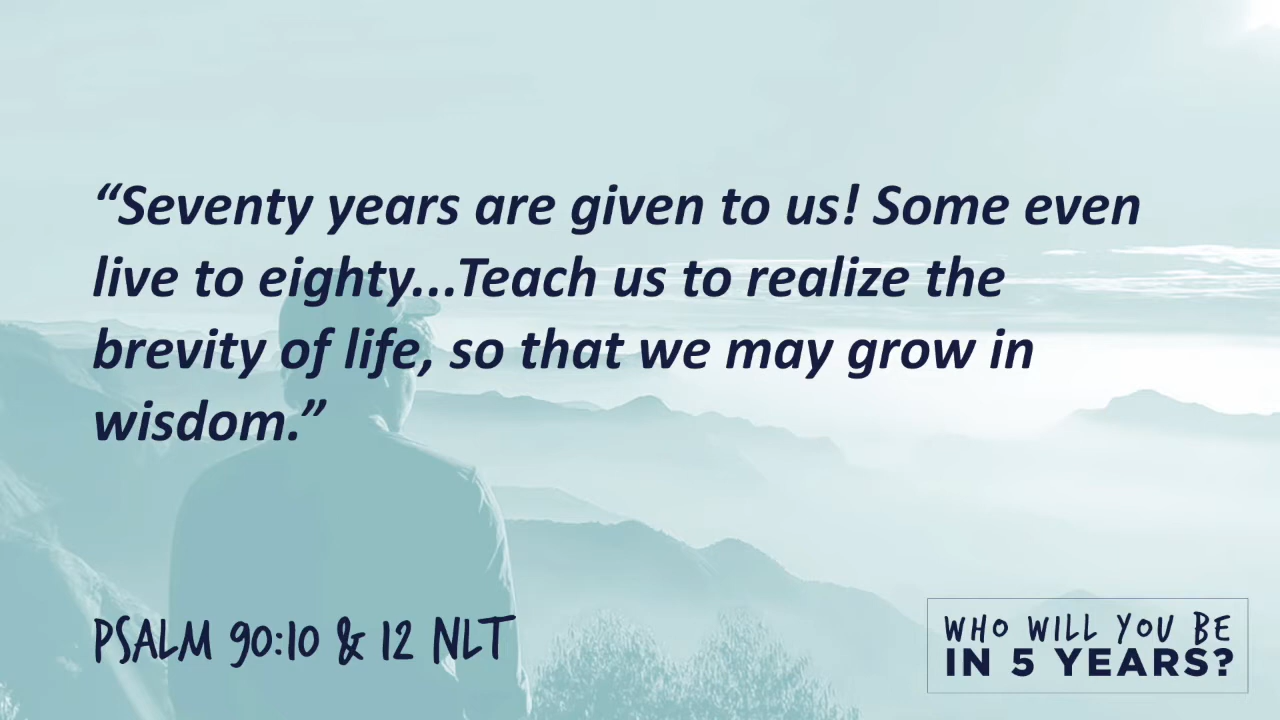 “Seventy years are given to us! Some even
live to eighty...Teach us to realize the
brevity of life, so that we may grow in
wisdom.”
PSALM 90:10 & 12 NLT
WHO WILL YOU BE
IN 5 YEARS?